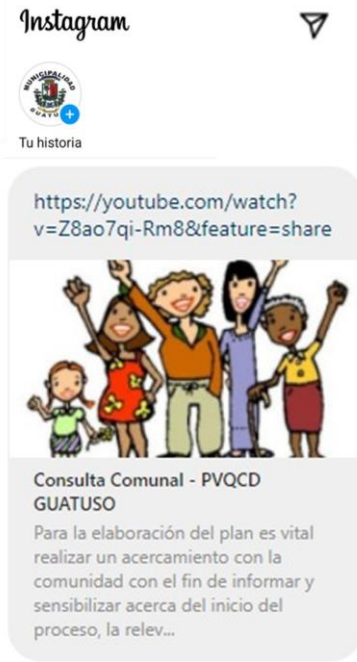 Instagram
MUNICIPALIDAD
GUATUSO
Tu historia
https://youtube.com/watch?
v=Z8ao7qi-Rm8&feature=share
Consulta Comunal - PVQCD
GUATUSO
Para la elaboración del plan es vital
realizar un acercamiento con la
comunidad con el fin de informar y
sensibilizar acerca del inicio del
proceso, la relev...